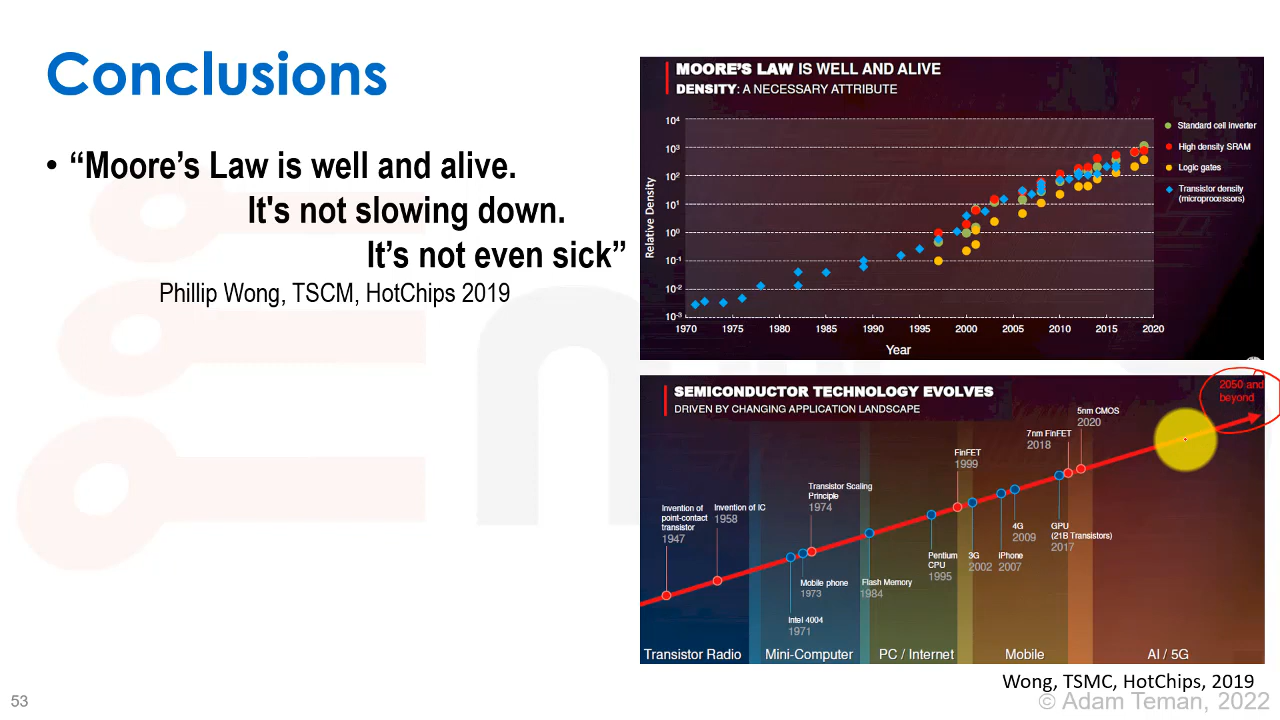 Conclusions
• “Moore’s Law is well and alive.
It's not slowing down.
It’s not even sick”
Phillip Wong, TSCM, HotChips 2019
MOORE’S LAW IS WELL AND ALIVE
DENSITY: A NECESSARY ATTRIBUTE
Relative Density
10⁴
10³
10²
10¹
10⁰
10⁻¹
10⁻²
10⁻³
1970 1975 1980 1985 1990 1995 2000 2005 2010 2015 2020
Year
Standard cell inverter
High density SRAM
Logic gates
Transistor density
(microprocessors)
SEMICONDUCTOR TECHNOLOGY EVOLVES
DRIVEN BY CHANGING APPLICATION LANDSCAPE
2050 and
beyond
5nm CMOS
2020
7nm FinFET
2018
FinFET
1999
Transistor Scaling
Principle
1974
Invention of IC
1958
Invention of
point-contact
transistor
1947
Intel 4004
1971
Mobile phone
1973
Flash Memory
1984
Pentium
CPU
1995
3G
2002
iPhone
2007
4G
2009
GPU
(21B Transistors)
2017
Transistor Radio
Mini-Computer
PC / Internet
Mobile
AI / 5G
Wong, TSMC, HotChips, 2019
53
© Adam Teman, 2022